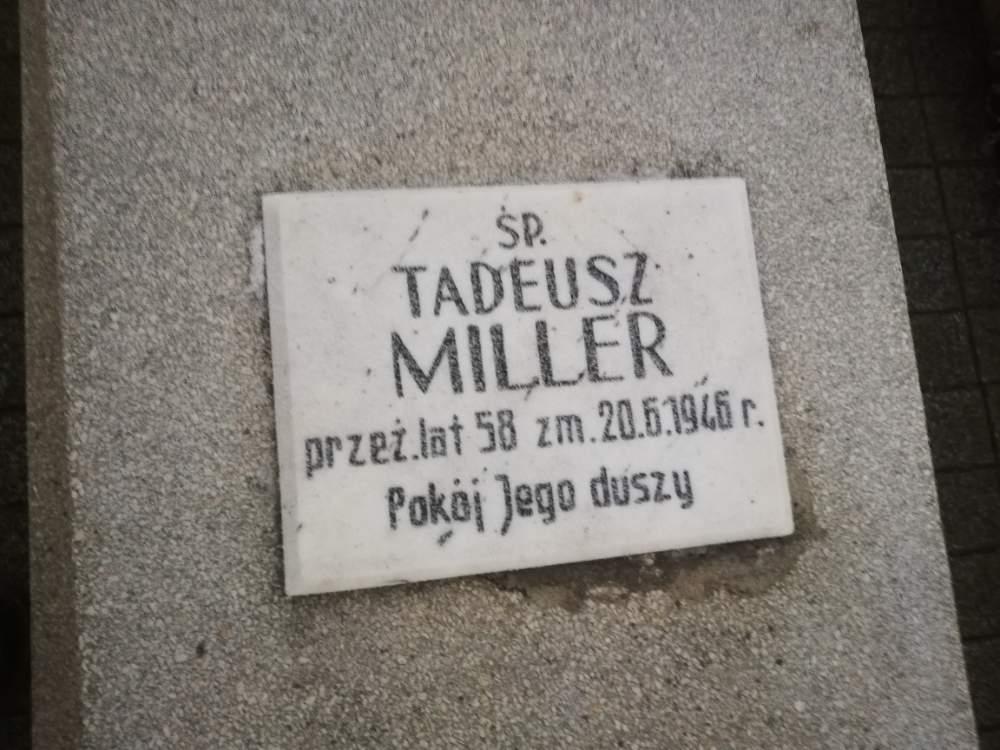 ŚP.
TADEUSZ
MILLER
przeż.lat 58 zm.20.6.1946 r.
Pokój Jego duszy